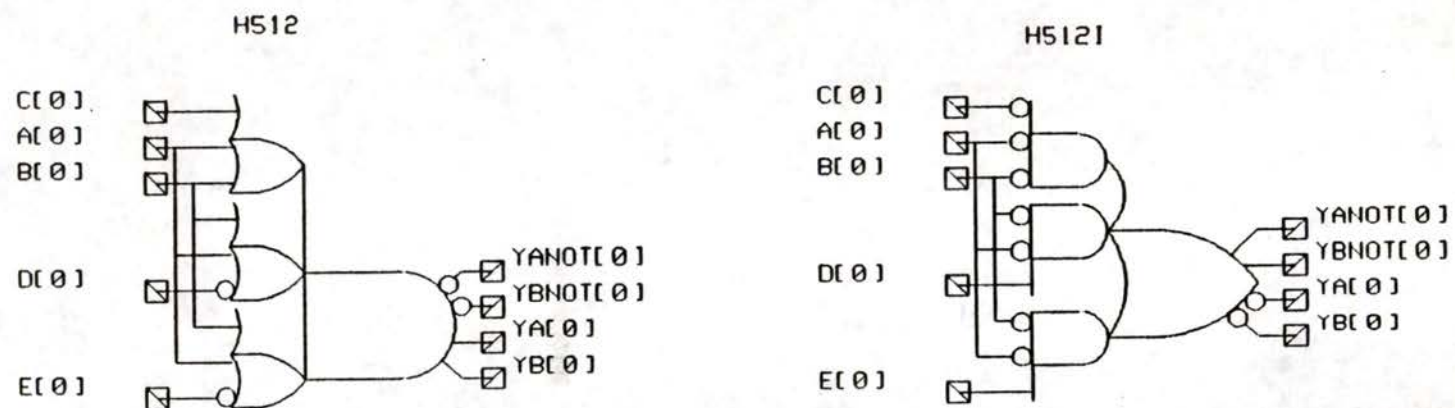 H512
C[0]
A[0]
B[0]
D[0]
E[0]
YANOT[0]
YBNOT[0]
YA[0]
YB[0]
H512I
C[0]
A[0]
B[0]
D[0]
E[0]
YANOT[0]
YBNOT[0]
YA[0]
YB[0]